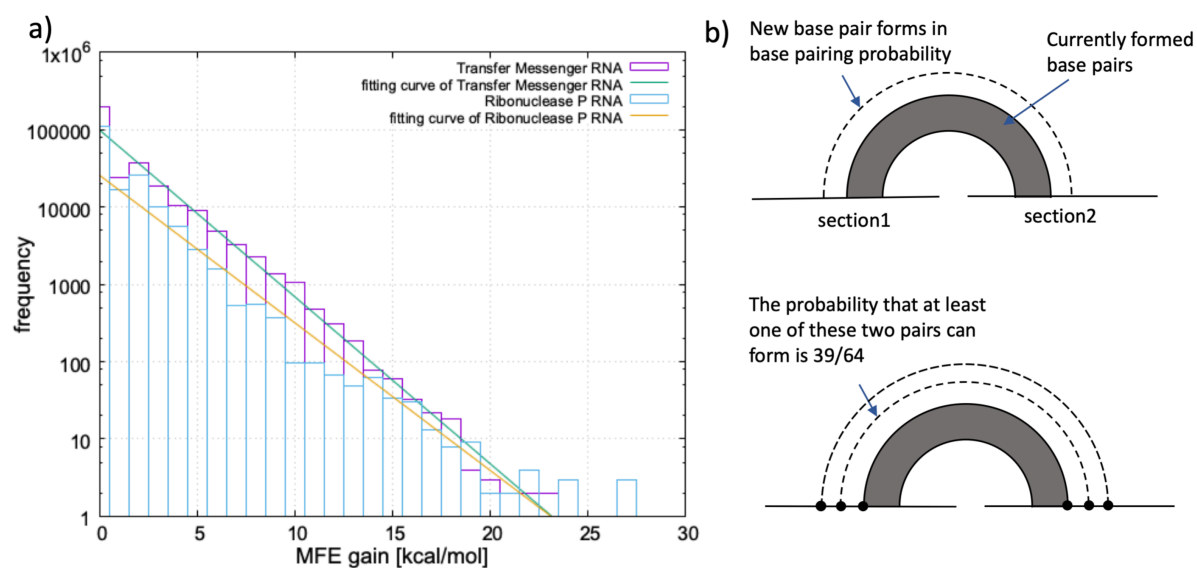 a)
1x10^6
100000
10000
1000
100
10
1
frequency
0
5
10
15
20
25
30
MFE gain [kcal/mol]
Transfer Messenger RNA
fitting curve of Transfer Messenger RNA
Ribonuclease P RNA
fitting curve of Ribonuclease P RNA
b)
New base pair forms in
base pairing probability
Currently formed
base pairs
section1
section2
The probability that at least
one of these two pairs can
form is 39/64